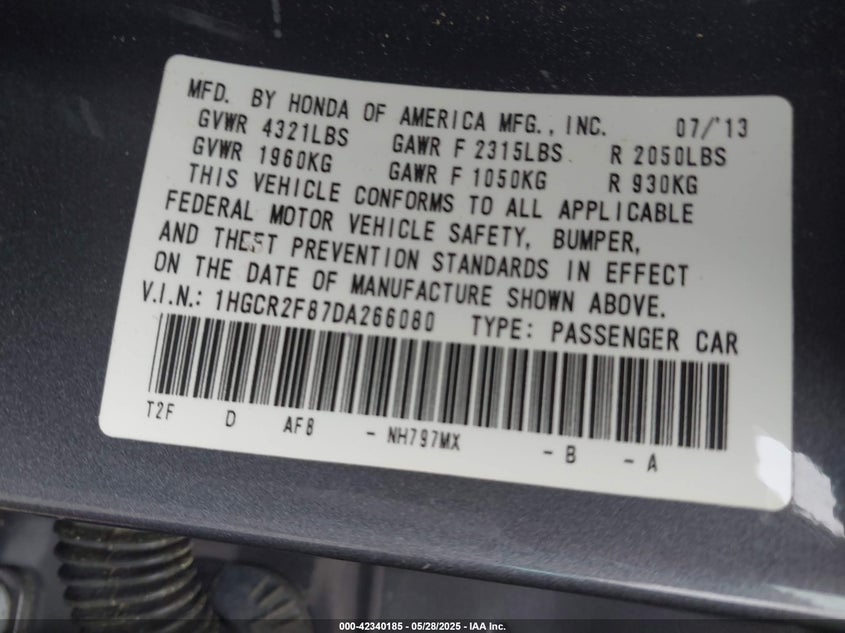 MFD. BY HONDA OF AMERICA MFG., INC. 07/'13
GVWR 4321LBS GAWR F 2315LBS R 2050LBS
GVWR 1960KG GAWR F 1050KG R 930KG
THIS VEHICLE CONFORMS TO ALL APPLICABLE
FEDERAL MOTOR VEHICLE SAFETY, BUMPER,
AND THEFT PREVENTION STANDARDS IN EFFECT
ON THE DATE OF MANUFACTURE SHOWN ABOVE.
V.I.N.: 1HGCR2F87DA266080 TYPE: PASSENGER CAR
T2F D AF8 - NH797MX - B - A
000-42340185 | 05/28/2025 - IAA Inc.